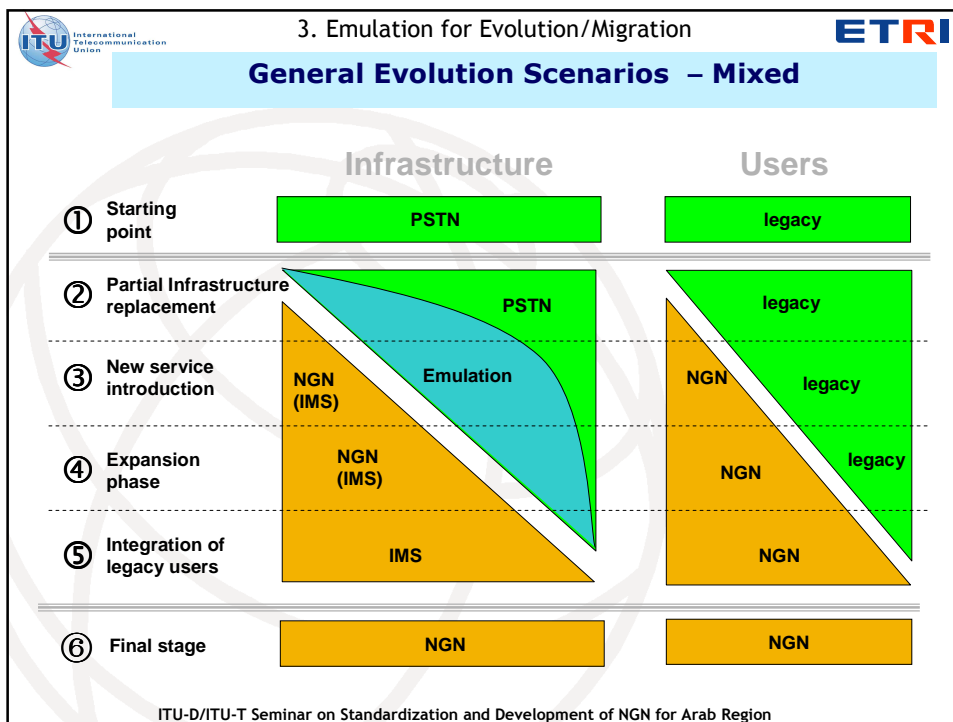 ITU
International
Telecommunication
Union
3. Emulation for Evolution/Migration
ETRI
General Evolution Scenarios – Mixed
Infrastructure
Users
① Starting
point
PSTN
legacy
② Partial Infrastructure
replacement
PSTN
legacy
③ New service
introduction
NGN
(IMS)
Emulation
NGN
legacy
④ Expansion
phase
NGN
(IMS)
NGN
legacy
⑤ Integration of
legacy users
IMS
NGN
⑥ Final stage
NGN
NGN
ITU-D/ITU-T Seminar on Standardization and Development of NGN for Arab Region